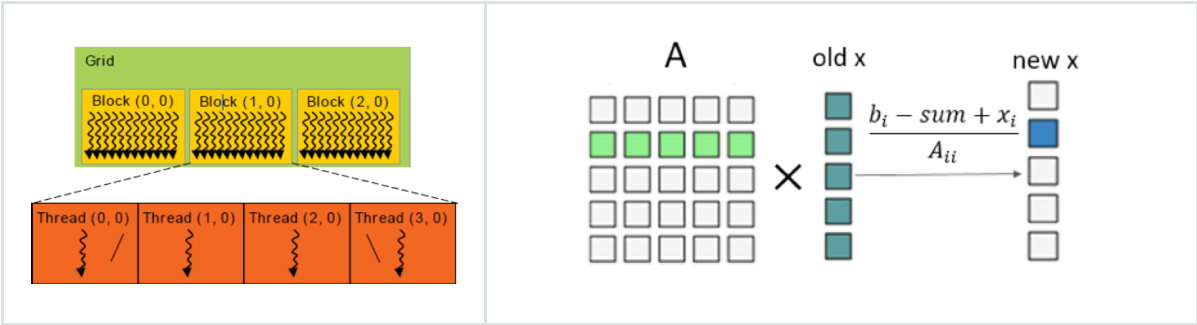 Grid
Block (0, 0) Block (1, 0) Block (2, 0)
Thread (0, 0) Thread (1, 0) Thread (2, 0) Thread (3, 0)
A
×
old x
b_i − sum + x_i
A_ii
new x